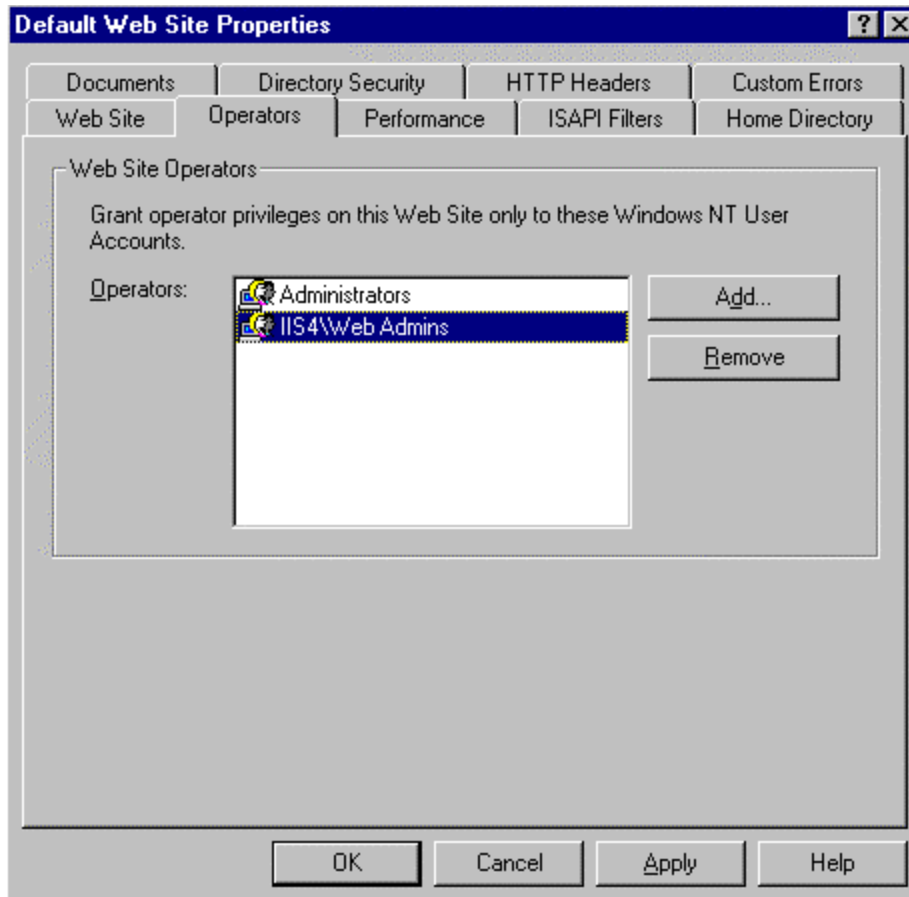 Default Web Site Properties
Documents Directory Security HTTP Headers Custom Errors
Web Site Operators Performance ISAPI Filters Home Directory
Web Site Operators
Grant operator privileges on this Web Site only to these Windows NT User
Accounts.
Operators:
Administrators
IIS4\Web Admins
Add...
Remove
OK Cancel Apply Help